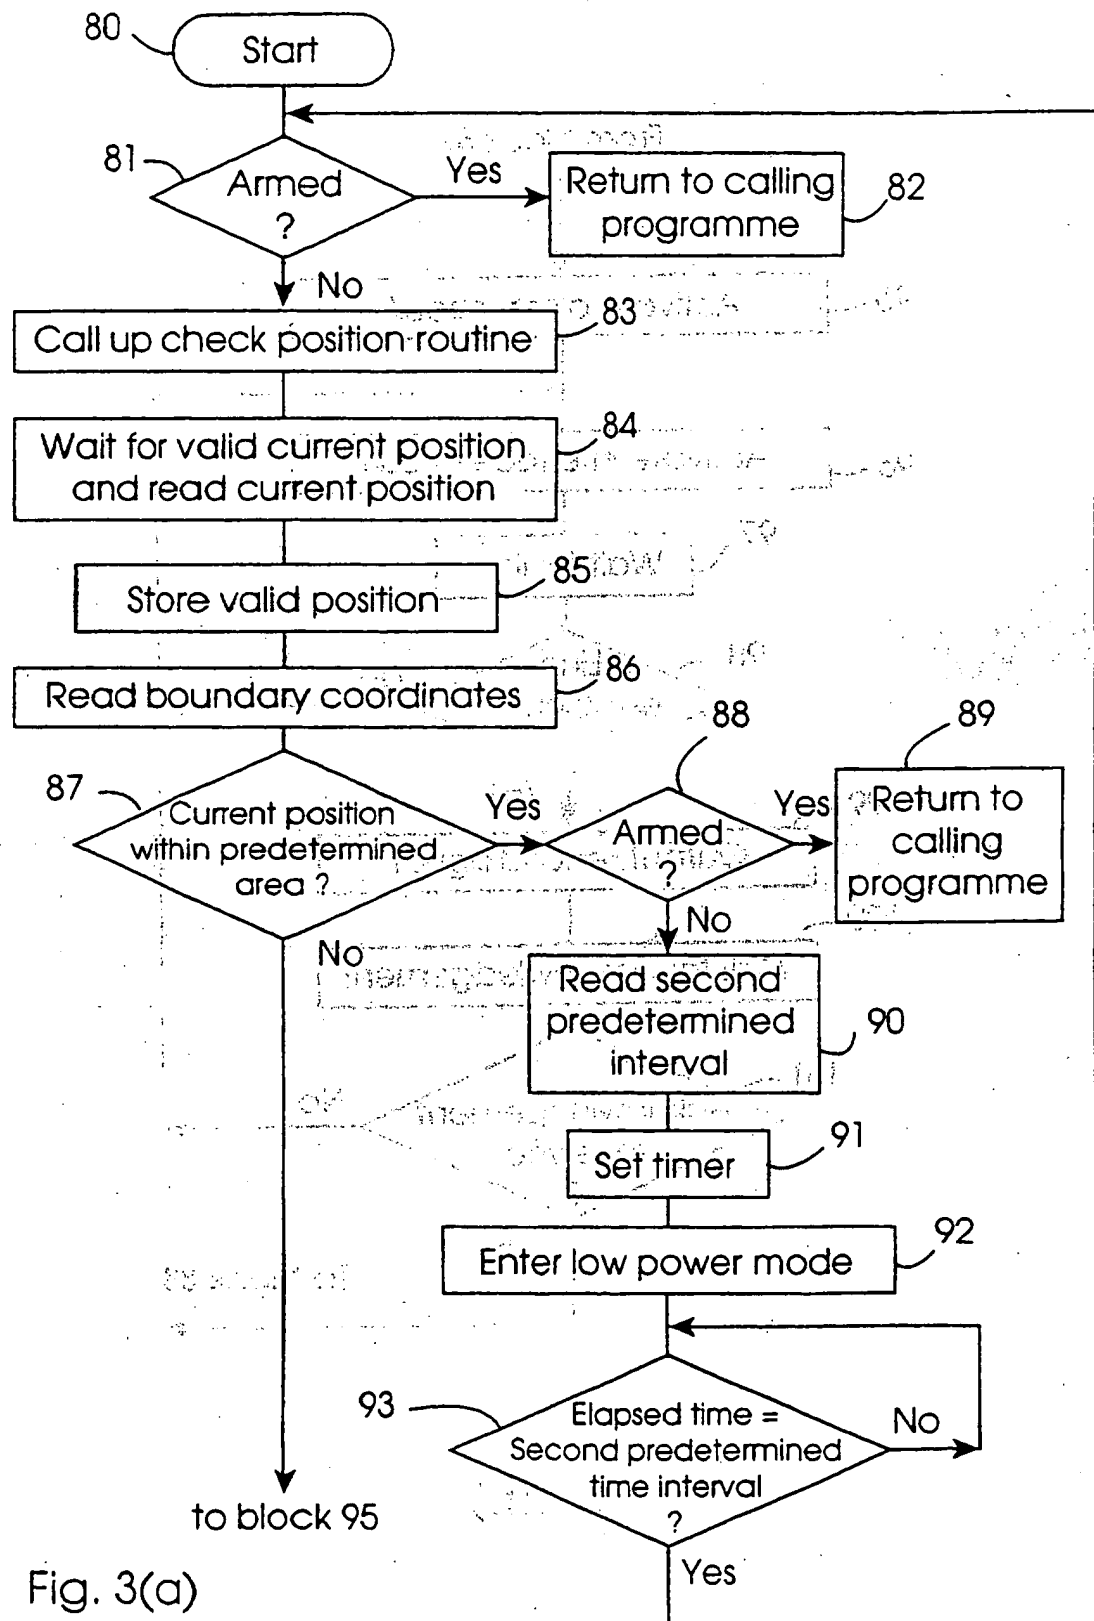 80
Start
81
Armed
?
Yes
Return to calling
programme
82
No
83
Call up check position routine
84
Wait for valid current position
and read current position
85
Store valid position
86
Read boundary coordinates
87
Current position
within predetermined
area ?
Yes
88
Armed
?
Yes
89
Return to
calling
programme
No
No
Read second
predetermined
interval
90
91
Set timer
92
Enter low power mode
93
Elapsed time =
Second predetermined
time interval
?
No
to block 95
Yes
Fig. 3(a)